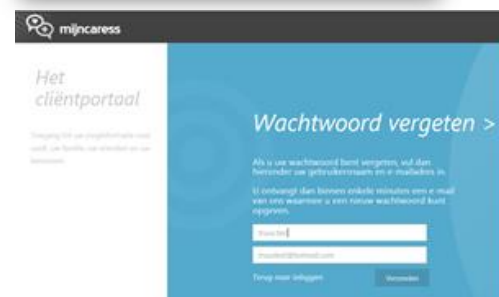 mijncaress
Het
cliëntportaal
Wachtwoord vergeten >
Als u uw wachtwoord bent vergeten, vul dan
hieronder uw gebruikersnaam en e-mailadres in.
U ontvangt dan binnen enkele minuten een e-mail
van ons waarmee u een nieuw wachtwoord kunt
opgeven.
Terug naar inloggen
Verzenden